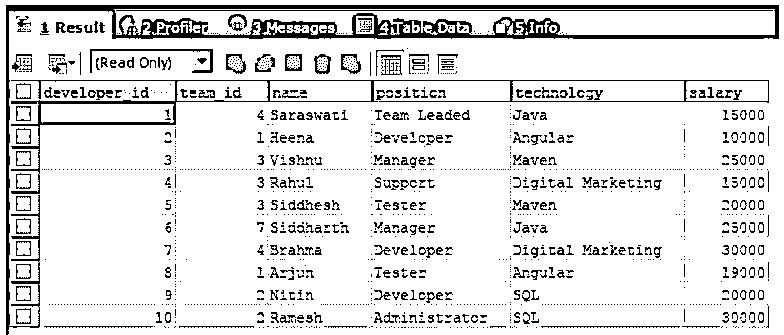 1 Result 2 Profiler 3 Messages 4 Table Data 5 Info
(Read Only)
developer_id team_id name position technology salary
1 4 Saraswati Team Leaded Java 15000
2 1 Heena Developer Angular 10000
3 3 Vishnu Manager Maven 25000
4 3 Rahul Support Digital Marketing 15000
5 3 Siddhesh Tester Maven 20000
6 7 Siddharth Manager Java 25000
7 4 Brahma Developer Digital Marketing 30000
8 1 Arjun Tester Angular 19000
9 2 Nitin Developer SQL 20000
10 2 Ramesh Administrator SQL 30000